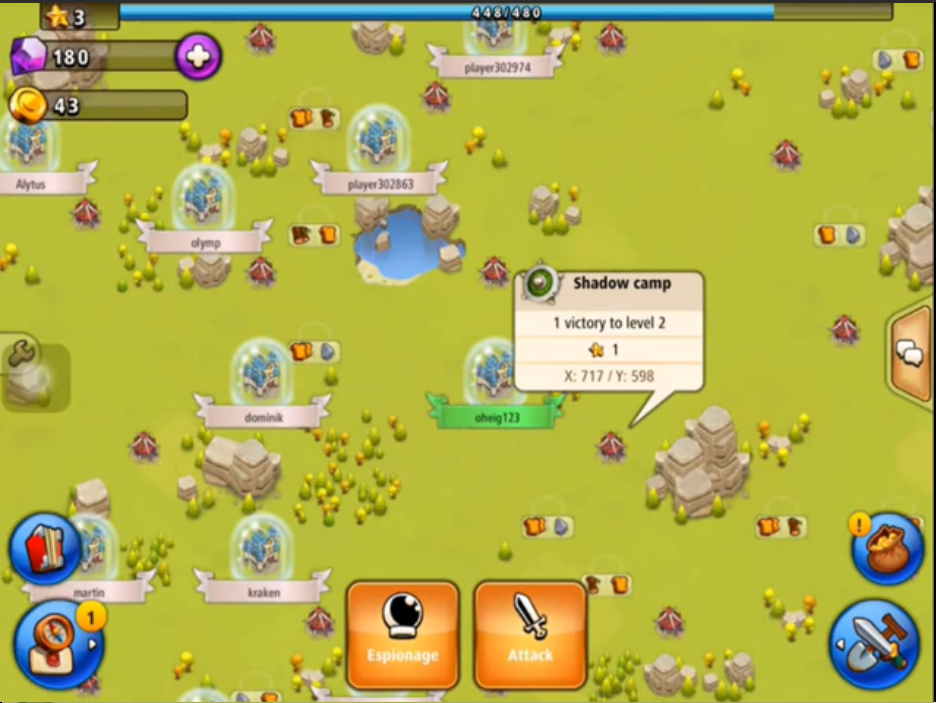 3
448/480
180
43
player302974
Alytus
player302863
olymp
Shadow camp
1 victory to level 2
1
X: 717 / Y: 598
dominik
oheig123
martin
kraken
!
1
Espionage
Attack